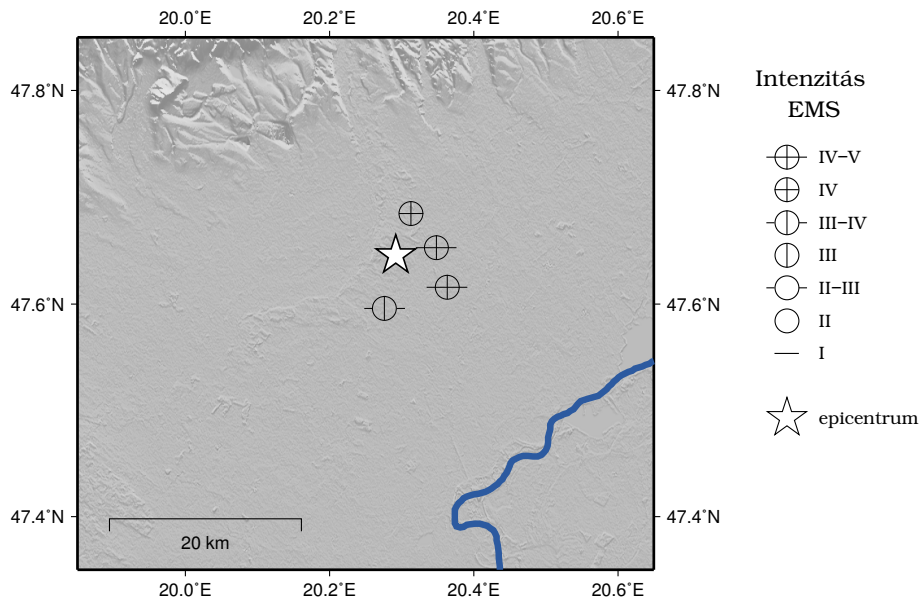 20.0°E 20.2°E 20.4°E 20.6°E
47.8°N 47.8°N
47.6°N 47.6°N
47.4°N 47.4°N
20 km
20.0°E 20.2°E 20.4°E 20.6°E
Intenzitás
EMS
IV–V
IV
III–IV
III
II–III
II
I
epicentrum